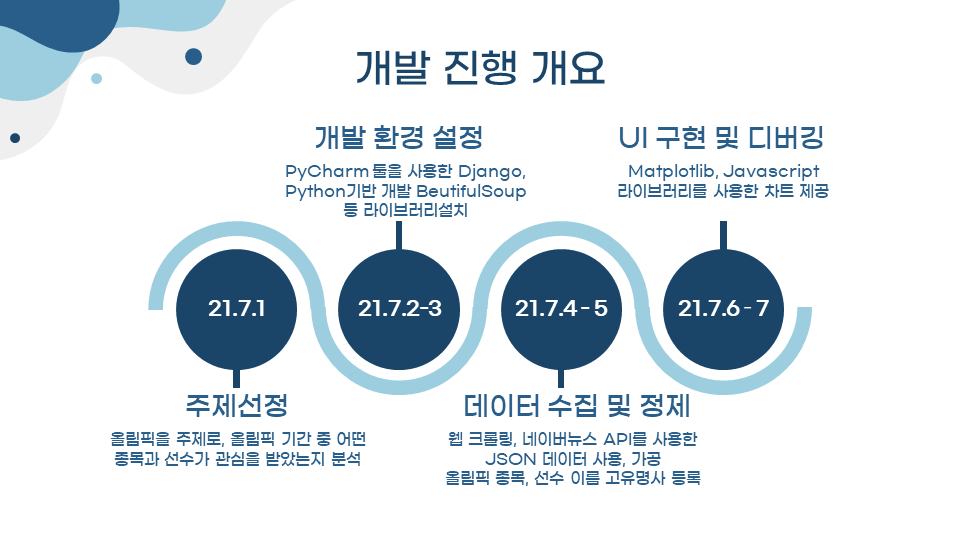 개발 진행 개요
개발 환경 설정
PyCharm 툴을 사용한 Django,
Python기반 개발 BeutifulSoup
등 라이브러리설치
UI 구현 및 디버깅
Matplotlib, Javascript
라이브러리를 사용한 차트 제공
21.7.1
21.7.2-3
21.7.4 - 5
21.7.6 - 7
주제선정
올림픽을 주제로, 올림픽 기간 중 어떤
종목과 선수가 관심을 받았는지 분석
데이터 수집 및 정제
웹 크롤링, 네이버뉴스 API를 사용한
JSON 데이터 사용, 가공
올림픽 종목, 선수 이름 고유명사 등록